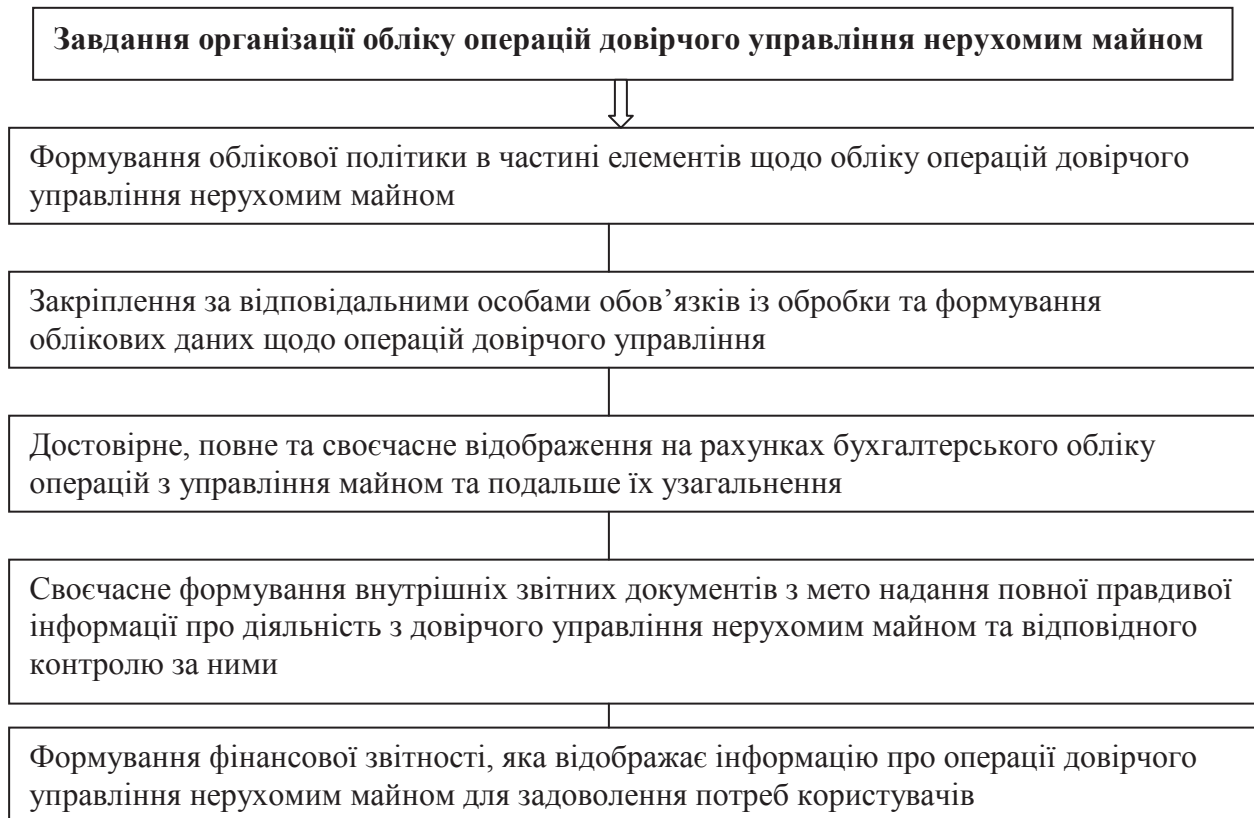 Завдання організації обліку операцій довірчого управління нерухомим майном
Формування облікової політики в частині елементів щодо обліку операцій довірчого
управління нерухомим майном
Закріплення за відповідальними особами обов’язків із обробки та формування
облікових даних щодо операцій довірчого управління
Достовірне, повне та своєчасне відображення на рахунках бухгалтерського обліку
операцій з управління майном та подальше їх узагальнення
Своєчасне формування внутрішніх звітних документів з мето надання повної правдивої
інформації про діяльність з довірчого управління нерухомим майном та відповідного
контролю за ними
Формування фінансової звітності, яка відображає інформацію про операції довірчого
управління нерухомим майном для задоволення потреб користувачів